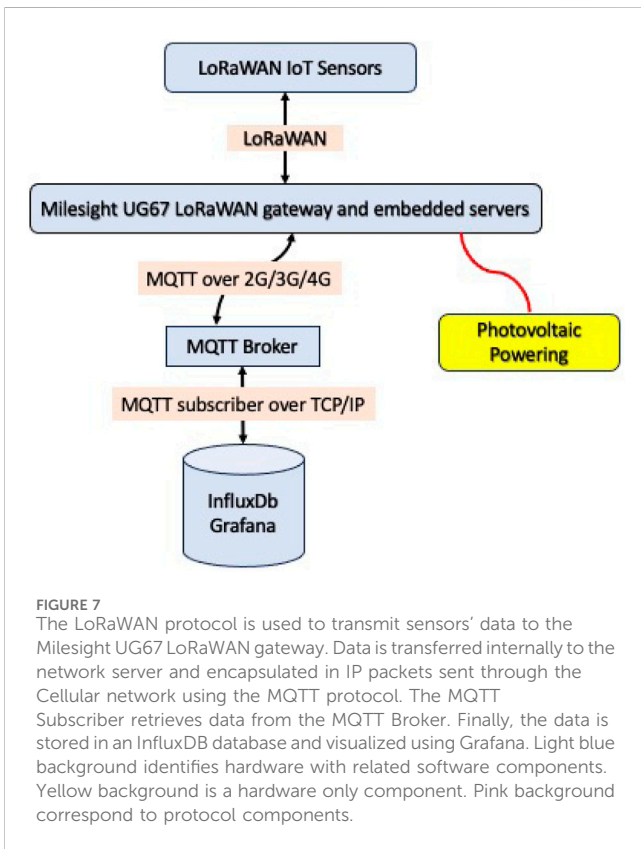 LoRaWAN IoT Sensors
LoRaWAN
Milesight UG67 LoRaWAN gateway and embedded servers
MQTT over 2G/3G/4G
MQTT Broker
Photovoltaic
Powering
MQTT subscriber over TCP/IP
InfluxDb
Grafana
FIGURE 7
The LoRaWAN protocol is used to transmit sensors’ data to the
Milesight UG67 LoRaWAN gateway. Data is transferred internally to the
network server and encapsulated in IP packets sent through the
Cellular network using the MQTT protocol. The MQTT
Subscriber retrieves data from the MQTT Broker. Finally, the data is
stored in an InfluxDB database and visualized using Grafana. Light blue
background identifies hardware with related software components.
Yellow background is a hardware only component. Pink background
correspond to protocol components.